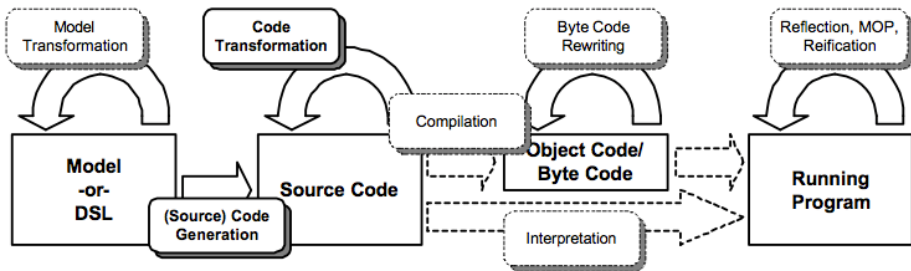 Model
Transformation
Code
Transformation
Byte Code
Rewriting
Reflection, MOP,
Reification
Compilation
Model
-or-
DSL
(Source) Code
Generation
Source Code
Object Code/
Byte Code
Running
Program
Interpretation